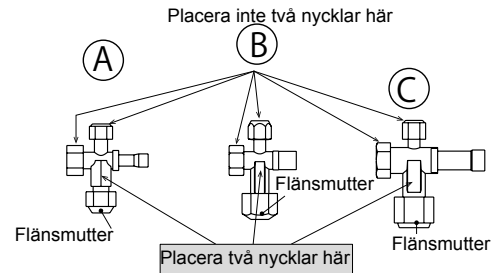 Placera inte två nycklar här
A
B
C
Flänsmutter
Flänsmutter
Flänsmutter
Placera två nycklar här